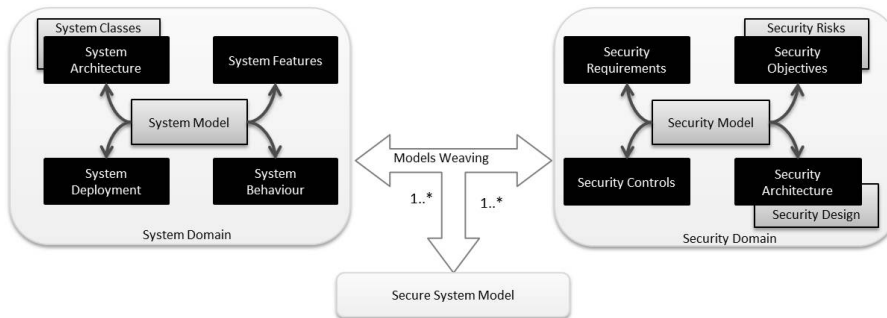 System Classes
System
Architecture
System Features
System Model
System
Deployment
System
Behaviour
System Domain
Models Weaving
1..*
1..*
Secure System Model
Security Risks
Security
Requirements
Security
Objectives
Security Model
Security Controls
Security
Architecture
Security Design
Security Domain